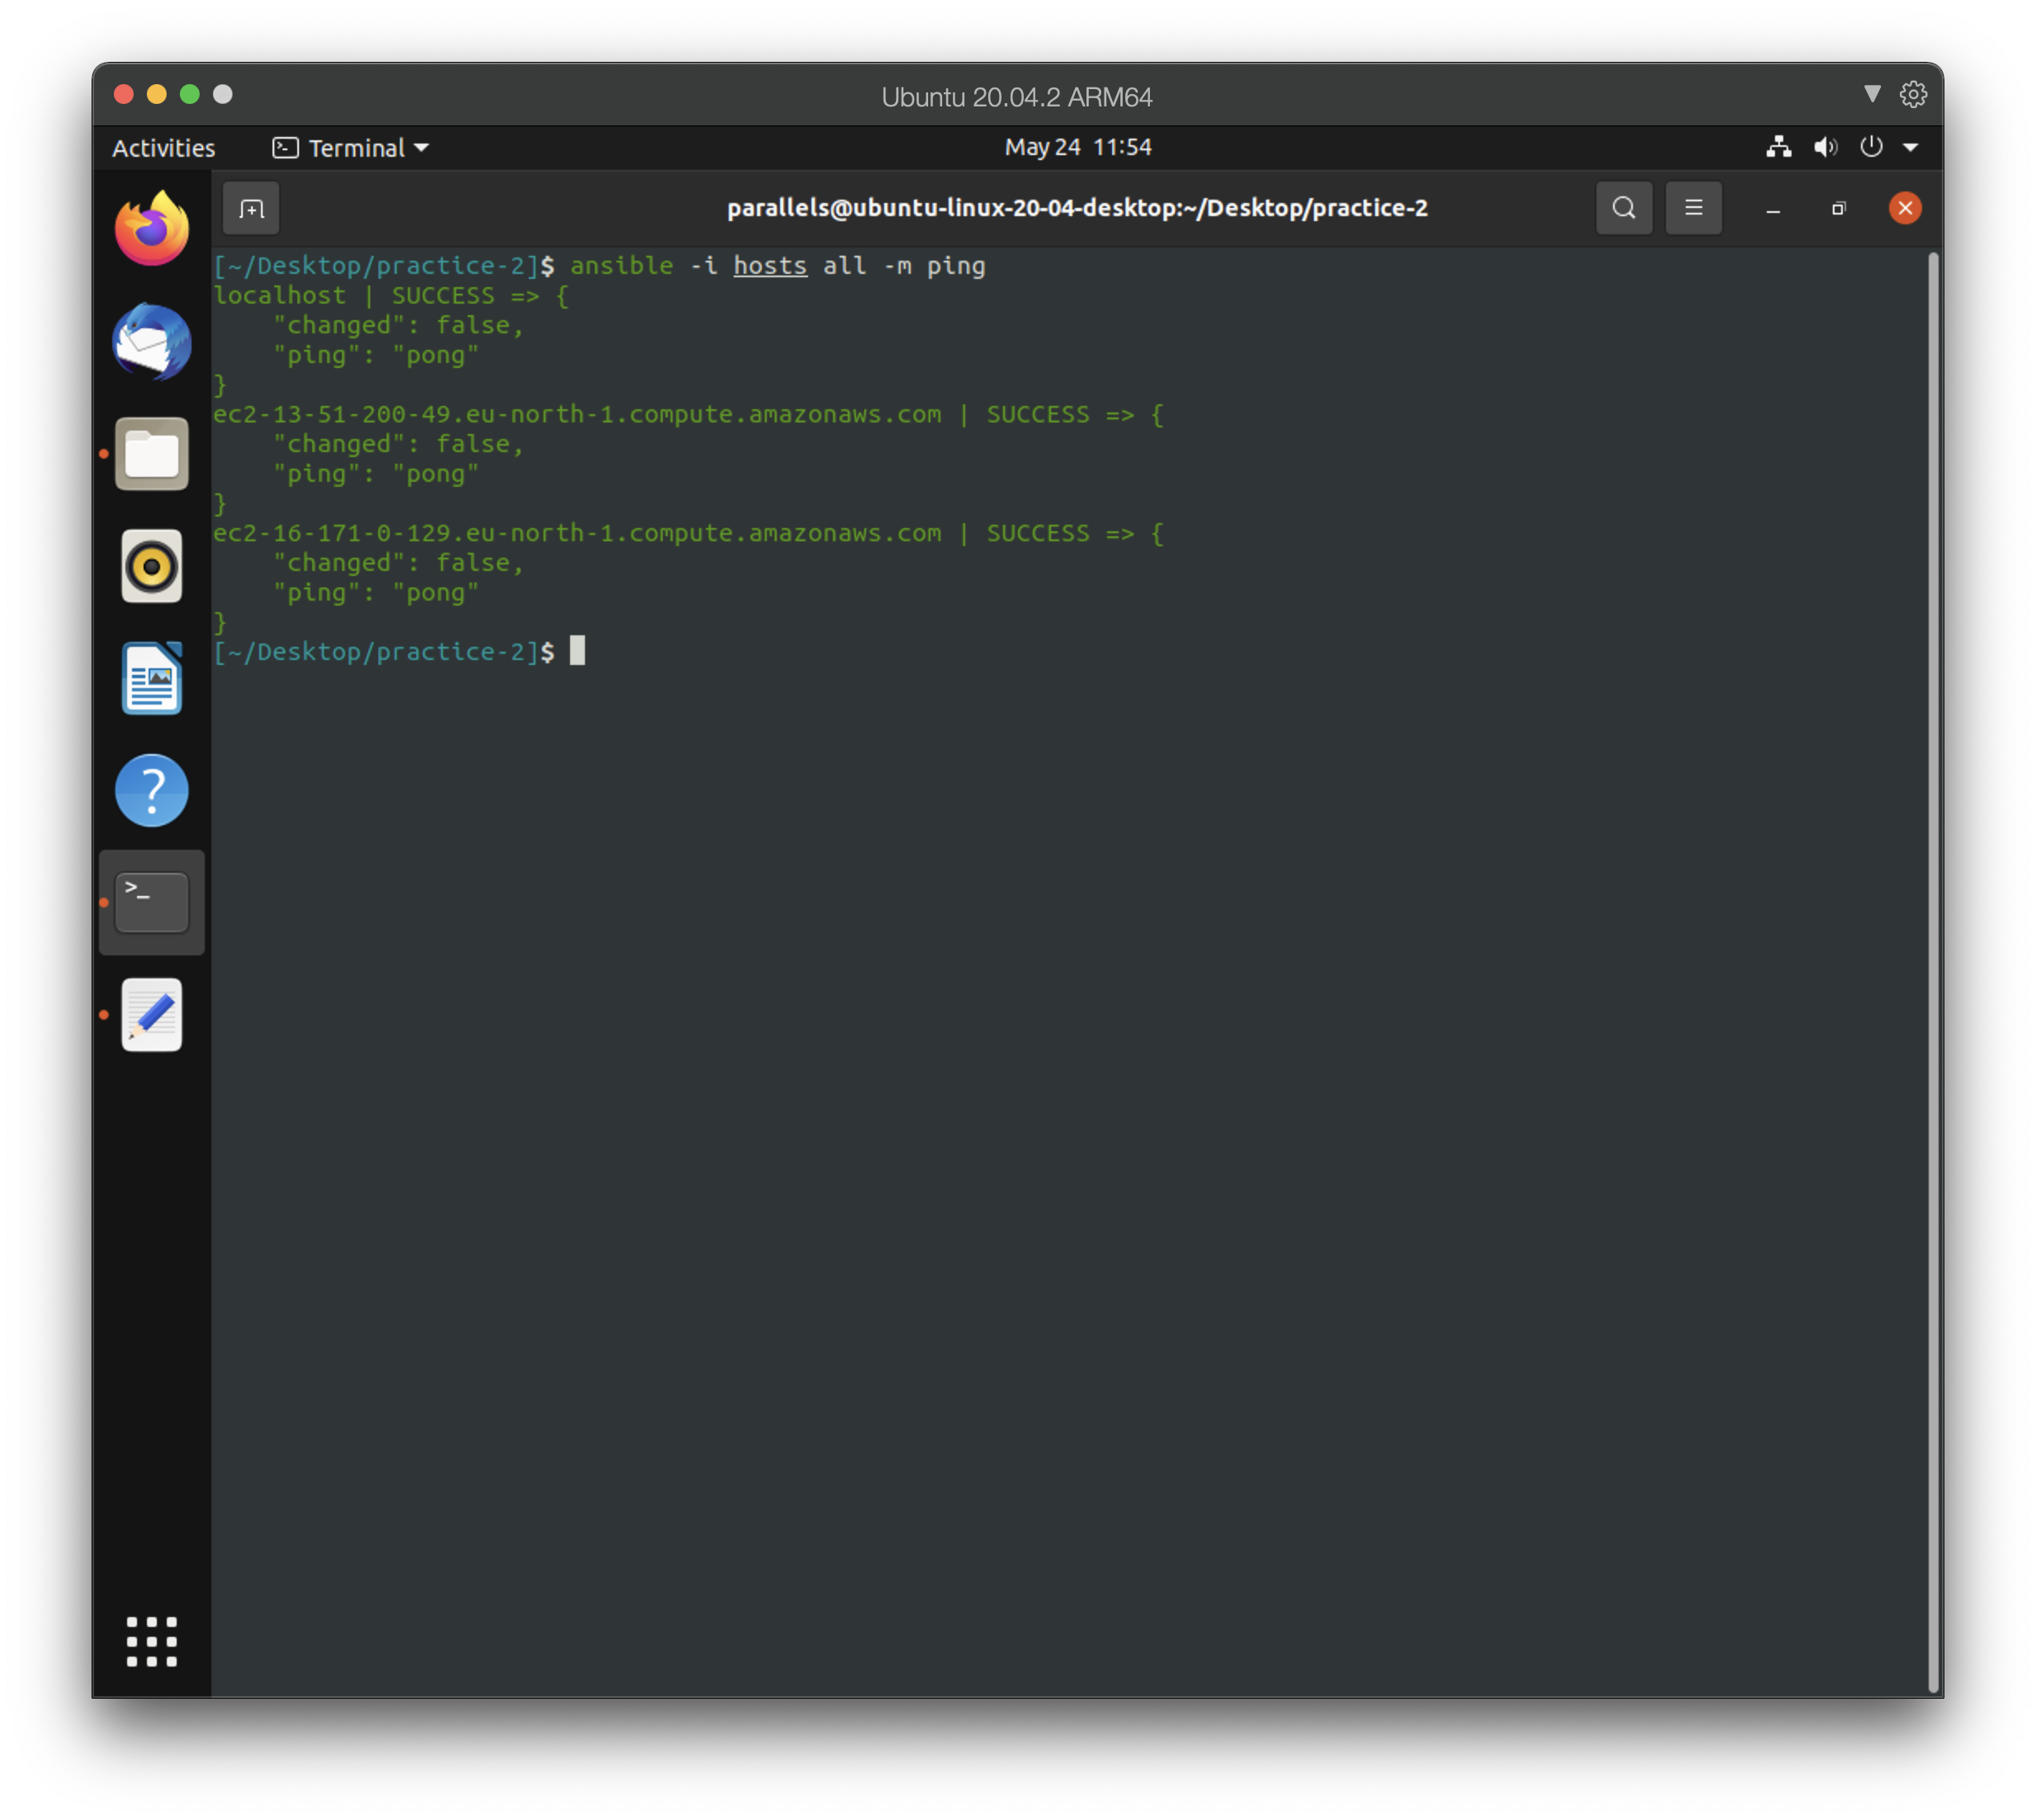 Ubuntu 20.04.2 ARM64
Activities Terminal May 24 11:54
parallels@ubuntu-linux-20-04-desktop:~/Desktop/practice-2
[~/Desktop/practice-2]$ ansible -i hosts all -m ping
localhost | SUCCESS => {
    "changed": false,
    "ping": "pong"
}
ec2-13-51-200-49.eu-north-1.compute.amazonaws.com | SUCCESS => {
    "changed": false,
    "ping": "pong"
}
ec2-16-171-0-129.eu-north-1.compute.amazonaws.com | SUCCESS => {
    "changed": false,
    "ping": "pong"
}
[~/Desktop/practice-2]$